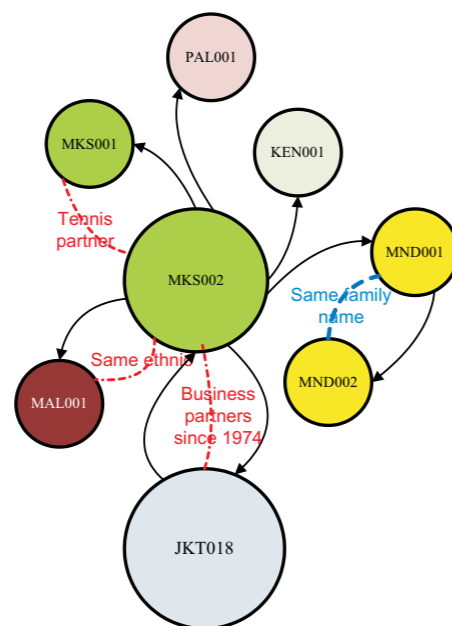 PAL001
MKS001
KEN001
Tennis
partner
MKS002
MND001
Same family
name
Same ethnic
MND002
MAL001
Business
partners
since 1974
JKT018